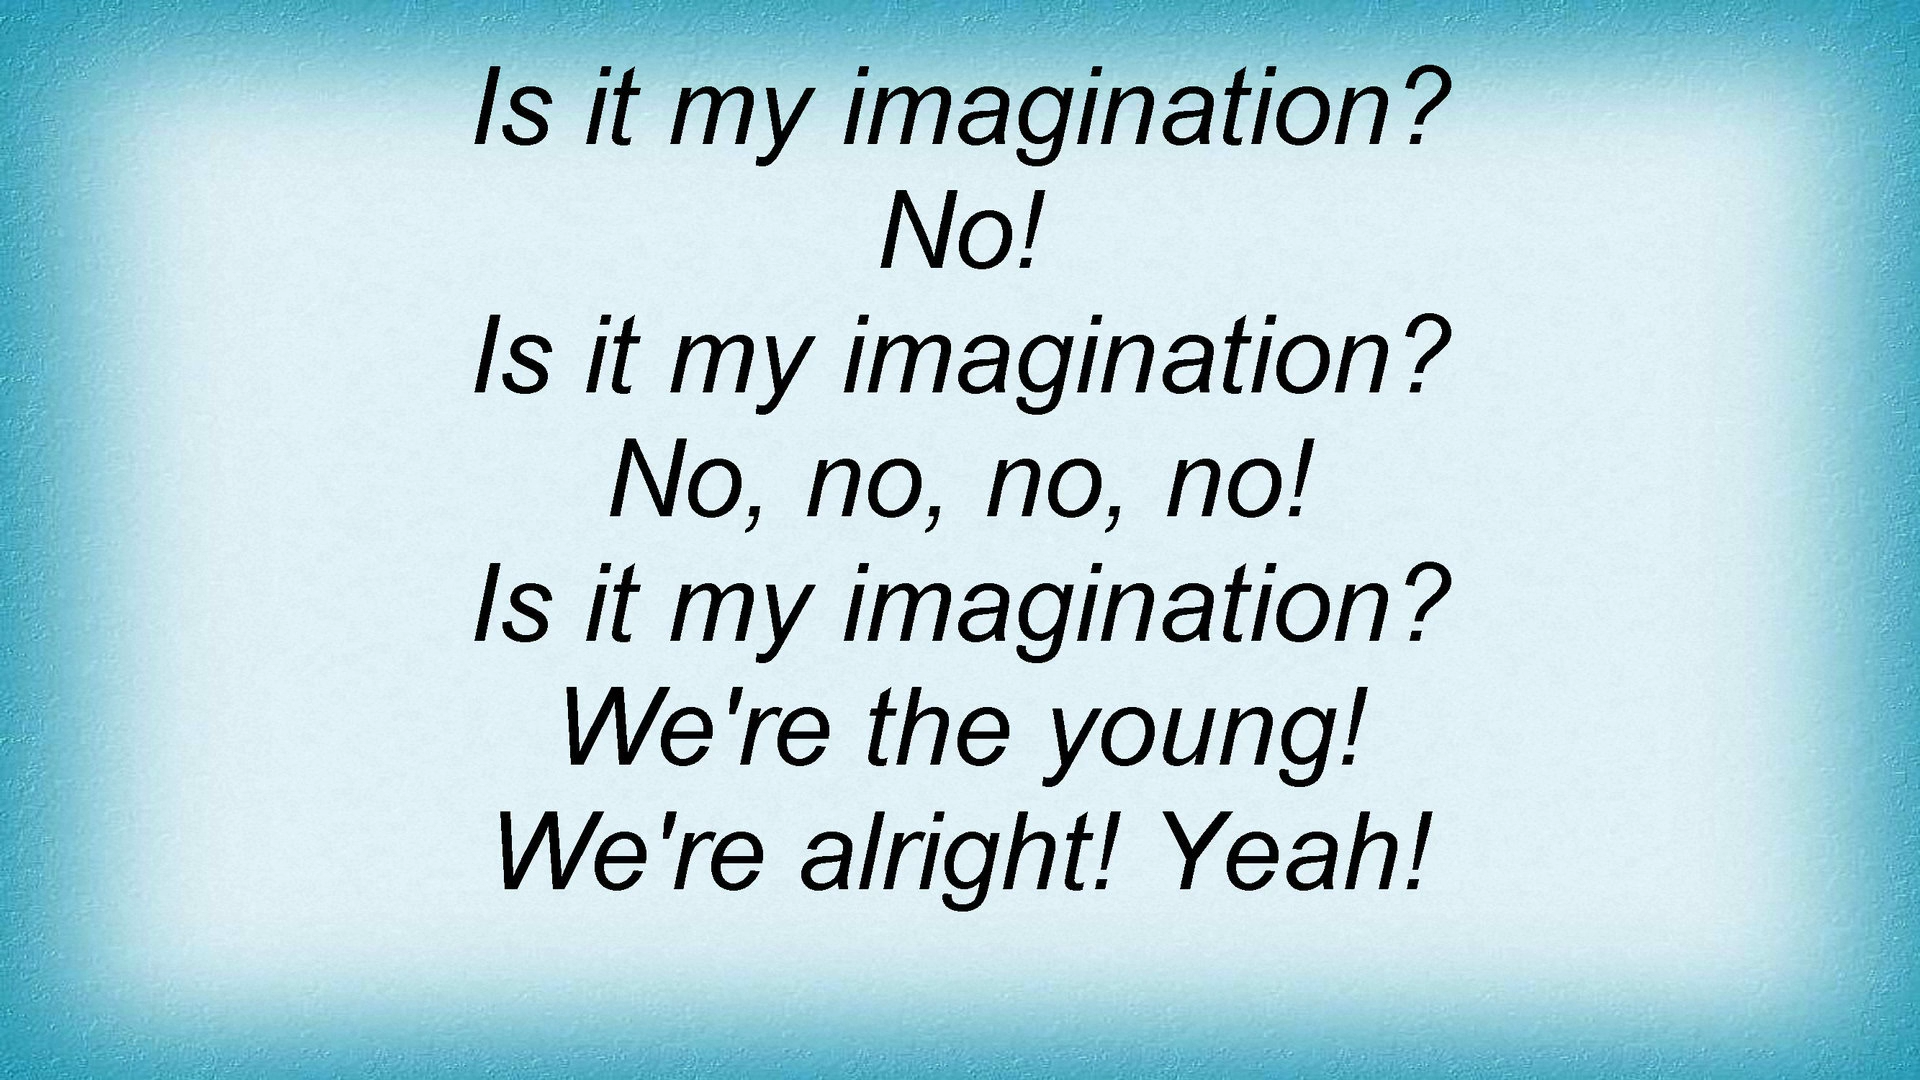 Is it my imagination?
No!
Is it my imagination?
No, no, no, no!
Is it my imagination?
We're the young!
We're alright! Yeah!